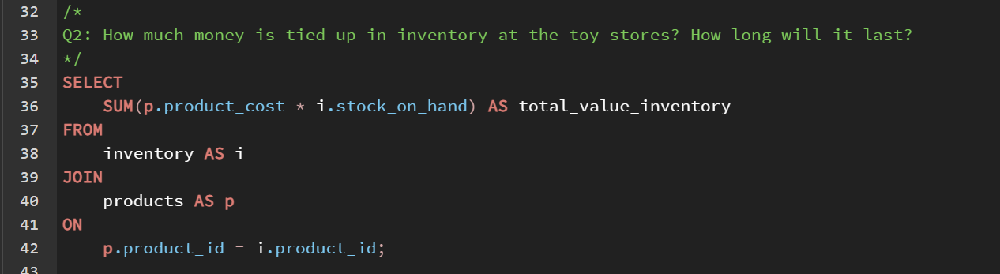 32 /*
33 Q2: How much money is tied up in inventory at the toy stores? How long will it last?
34 */
35 SELECT
36     SUM(p.product_cost * i.stock_on_hand) AS total_value_inventory
37 FROM
38     inventory AS i
39 JOIN
40     products AS p
41 ON
42     p.product_id = i.product_id;
43